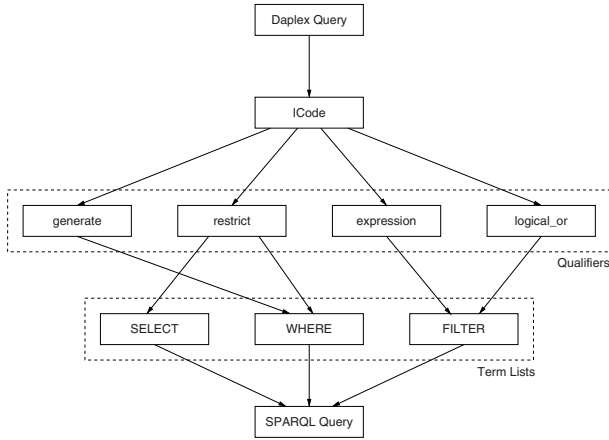 Daplex Query
ICode
generate
restrict
expression
logical_or
Qualifiers
SELECT
WHERE
FILTER
Term Lists
SPARQL Query